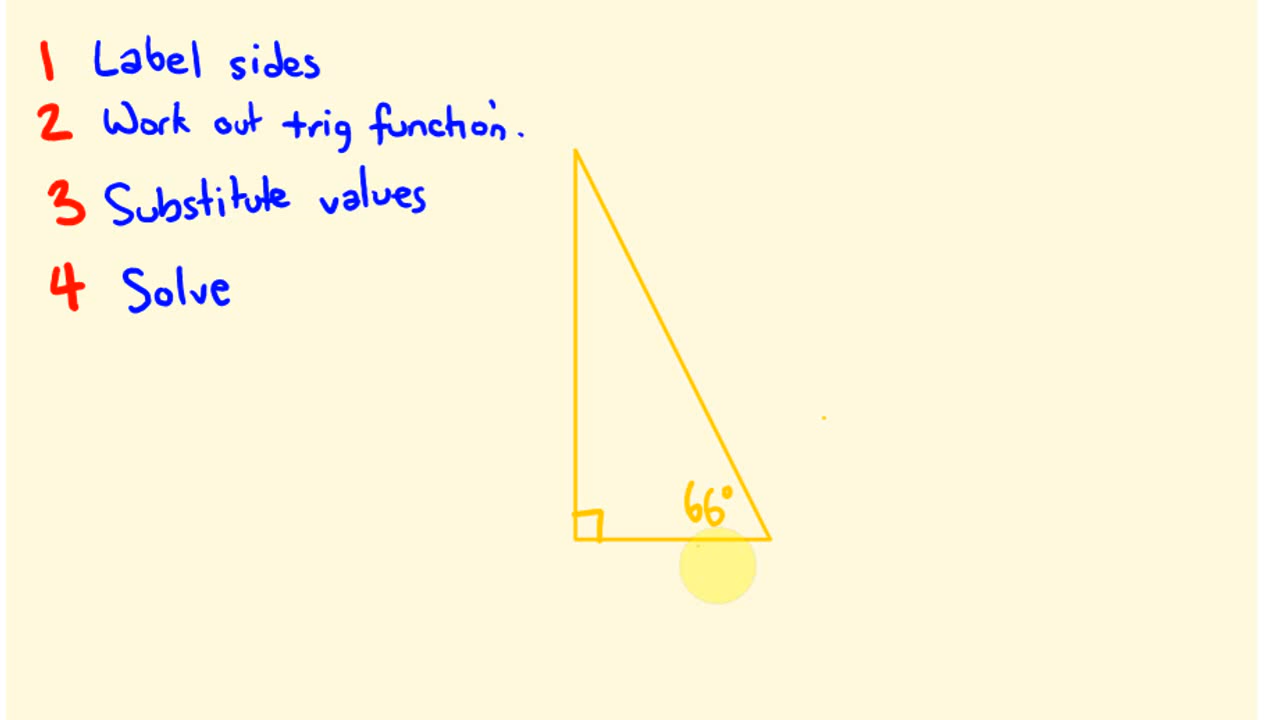 1 Label sides
2 Work out trig function.
3 Substitute values
4 Solve
66°